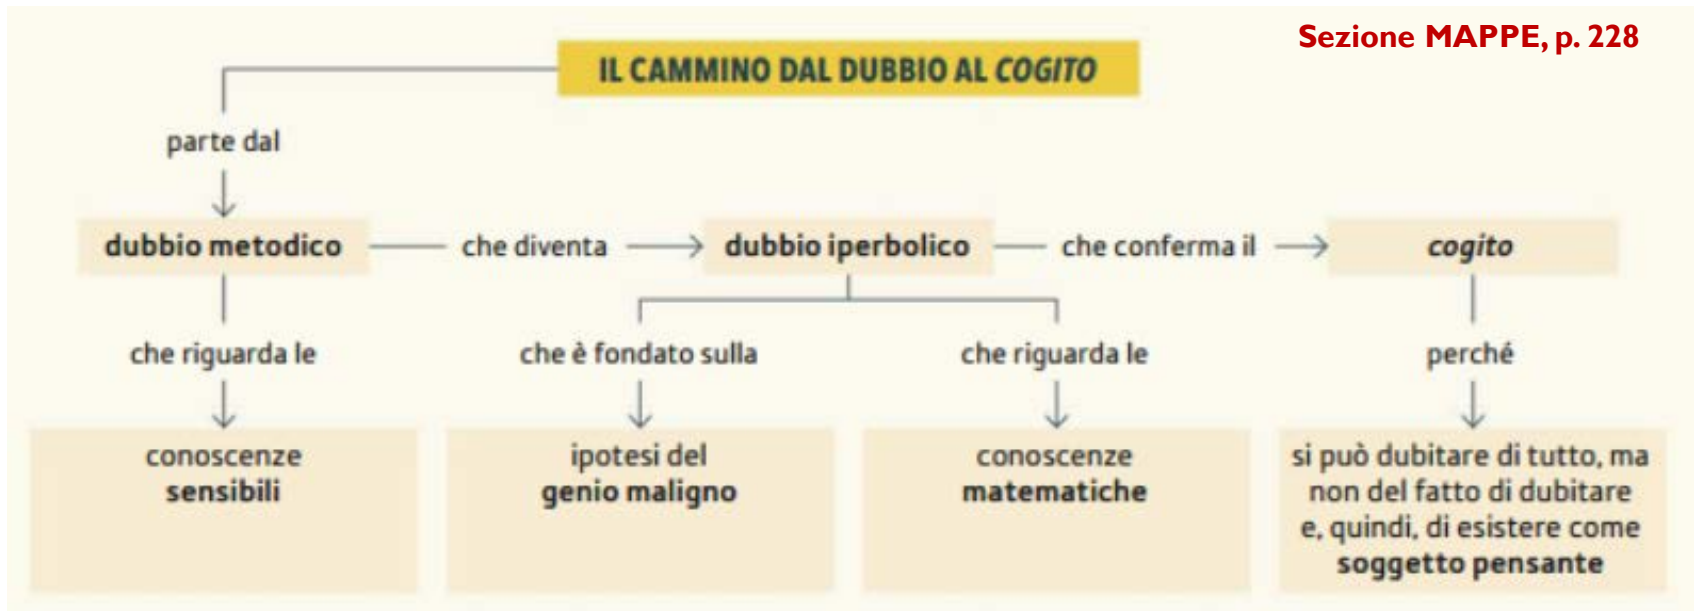 Sezione MAPPE, p. 228
IL CAMMINO DAL DUBBIO AL COGITO
parte dal
dubbio metodico
che diventa
dubbio iperbolico
che conferma il
cogito
che riguarda le
che è fondato sulla
che riguarda le
perché
conoscenze
sensibili
ipotesi del
genio maligno
conoscenze
matematiche
si può dubitare di tutto, ma
non del fatto di dubitare
e, quindi, di esistere come
soggetto pensante